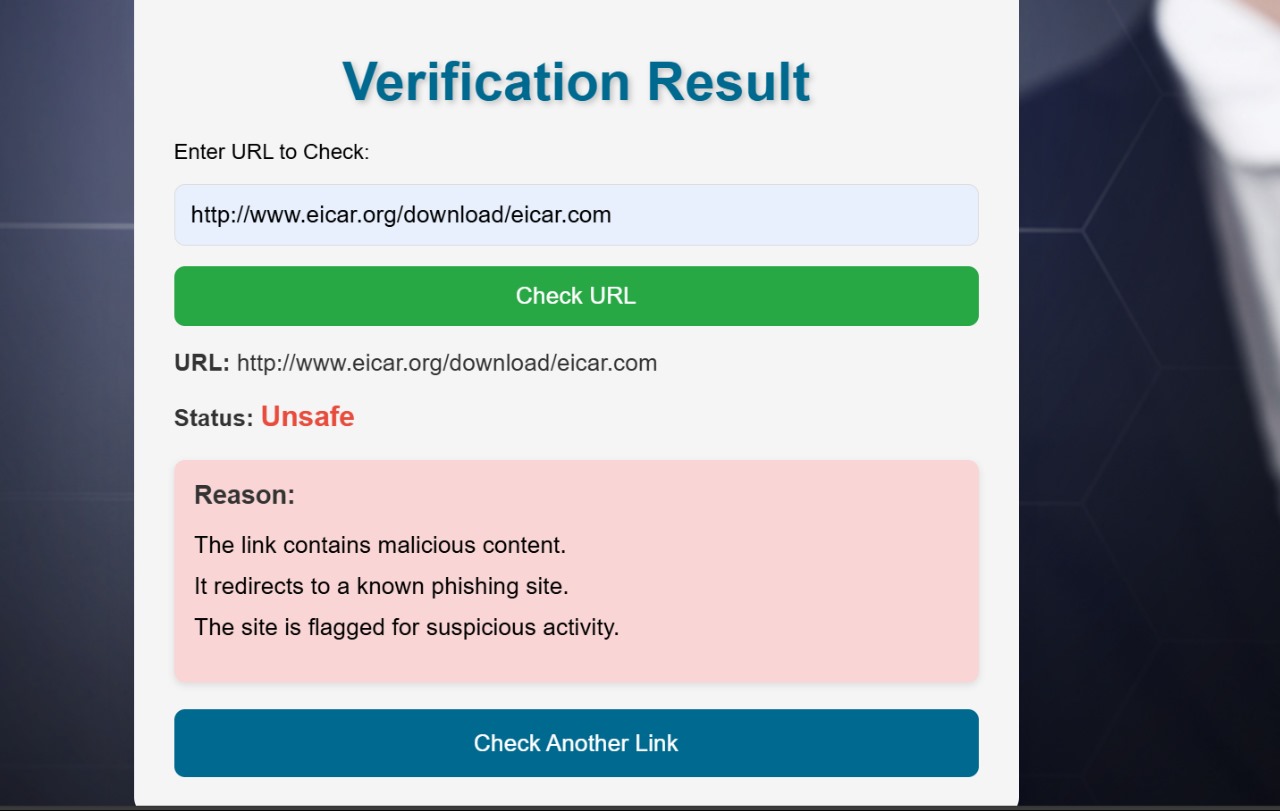 Verification Result
Enter URL to Check:
http://www.eicar.org/download/eicar.com
Check URL
URL: http://www.eicar.org/download/eicar.com
Status: Unsafe
Reason:
The link contains malicious content.
It redirects to a known phishing site.
The site is flagged for suspicious activity.
Check Another Link